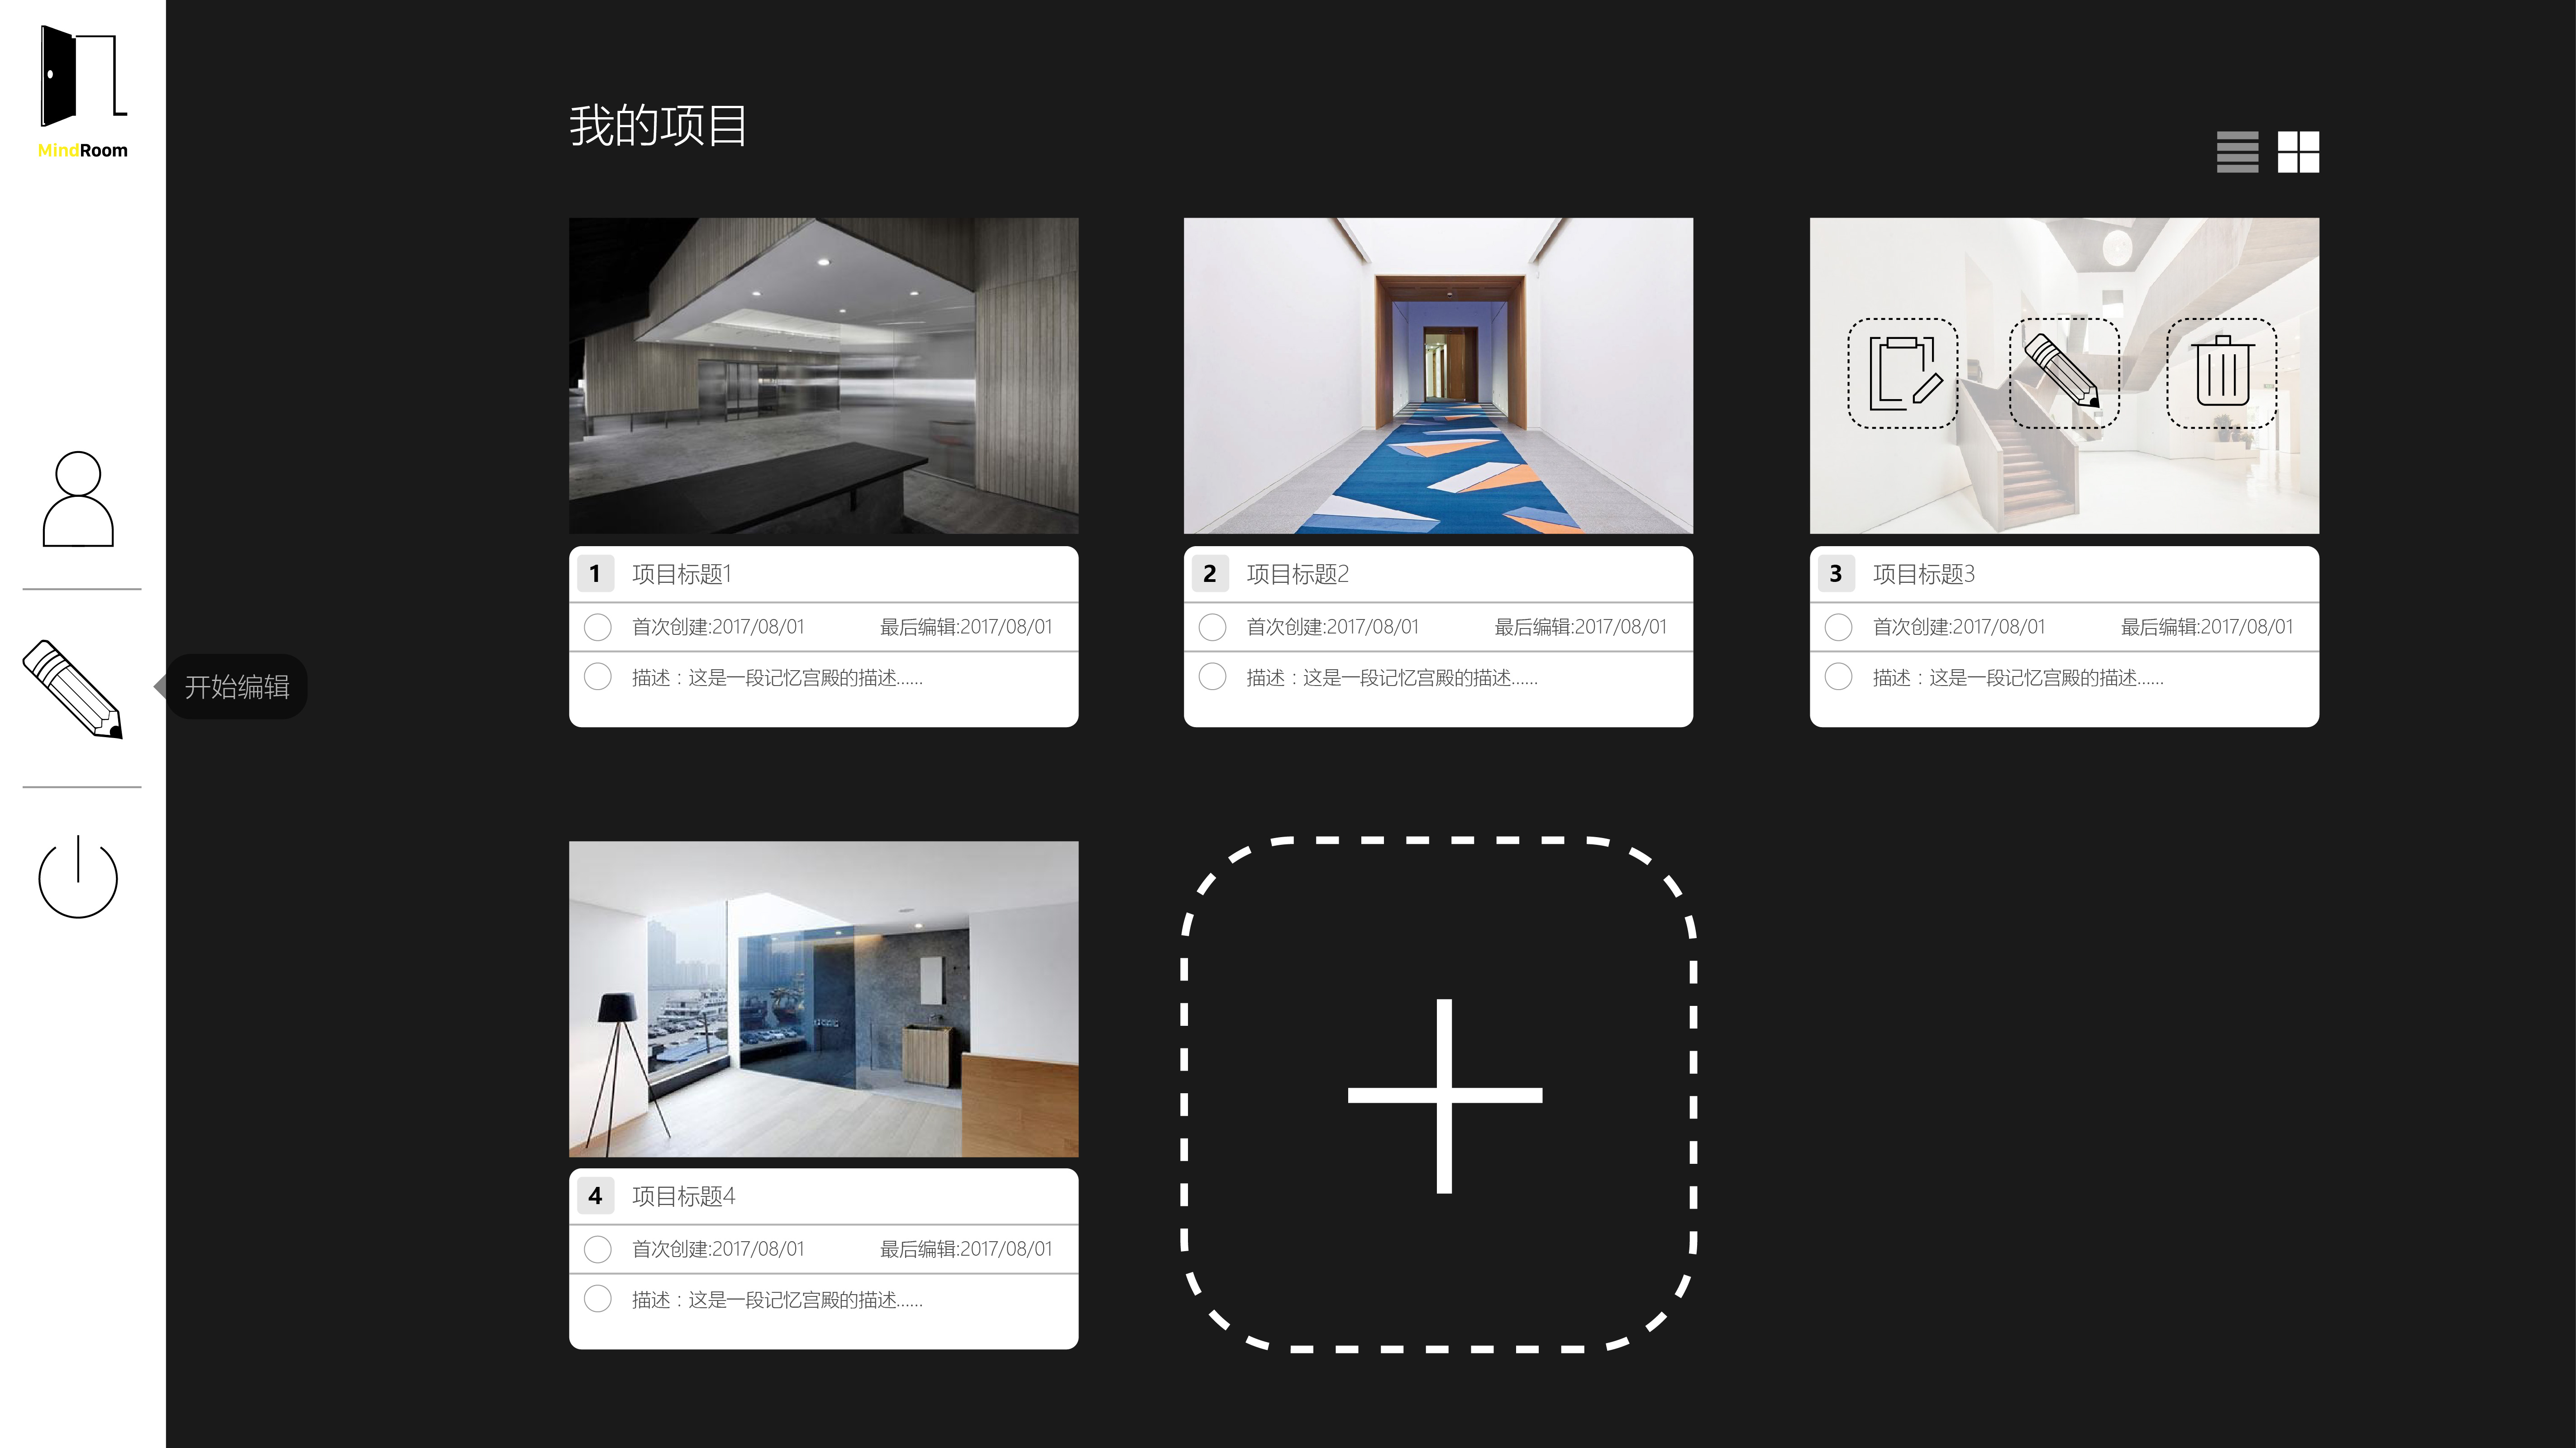 MindRoom
我的项目
开始编辑
1 项目标题1
首次创建:2017/08/01 最后编辑:2017/08/01
描述：这是一段记忆宫殿的描述......
2 项目标题2
首次创建:2017/08/01 最后编辑:2017/08/01
描述：这是一段记忆宫殿的描述......
3 项目标题3
首次创建:2017/08/01 最后编辑:2017/08/01
描述：这是一段记忆宫殿的描述......
4 项目标题4
首次创建:2017/08/01 最后编辑:2017/08/01
描述：这是一段记忆宫殿的描述......